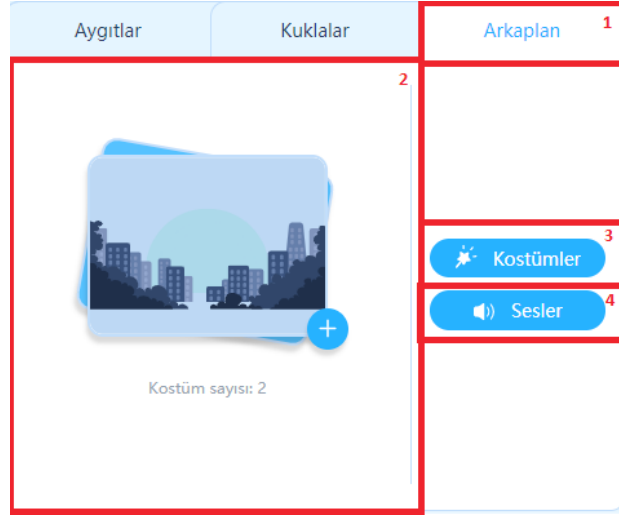 Aygıtlar
Kuklalar
Arkaplan
1
2
3
Kostümler
4
Sesler
Kostüm sayısı: 2